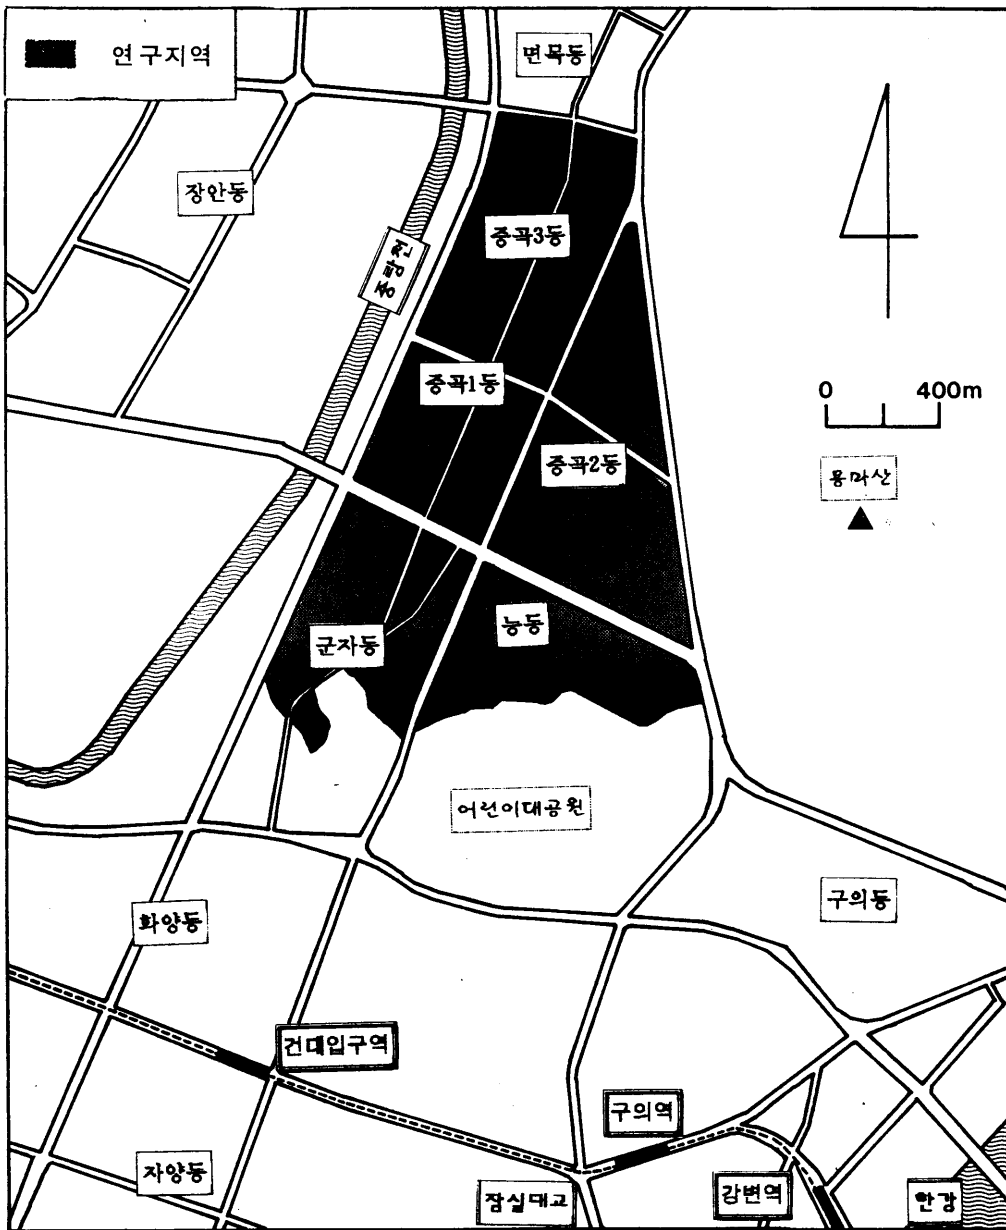 연구지역
면목동
장안동
중랑천
중곡3동
중곡1동
0 400m
중곡2동
용마산
군자동
능동
어린이대공원
구의동
화양동
건대입구역
구의역
자양동
잠실대교
강변역
한강